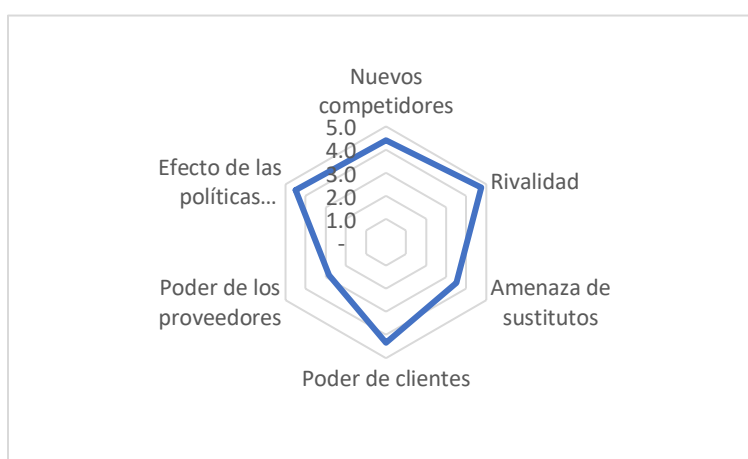 Nuevos
competidores
5.0
4.0
3.0
2.0
1.0
-
Rivalidad
Amenaza de
sustitutos
Poder de clientes
Poder de los
proveedores
Efecto de las
políticas...